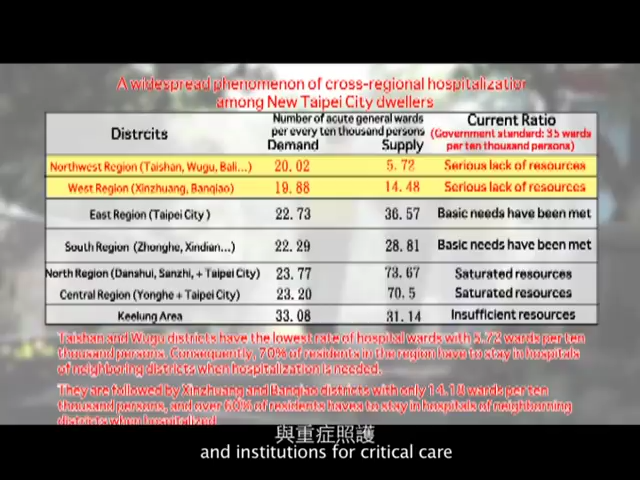 A widespread phenomenon of cross-regional hospitalization
among New Taipei City dwellers
Distrcits
Number of acute general wards
per every ten thousand persons
Demand Supply
Current Ratio
(Government standard: 35 wards
per ten thousand persons)
Northwest Region (Taishan, Wugu, Bali...) 20.02 5.72 Serious lack of resources
West Region (Xinzhuang, Banqiao) 19.88 14.48 Serious lack of resources
East Region (Taipei City ) 22.73 36.57 Basic needs have been met
South Region (Zhonghe, Xindian...) 22.29 28.81 Basic needs have been met
North Region (Danshui, Sanzhi, + Taipei City) 23.77 73.67 Saturated resources
Central Region (Yonghe + Taipei City) 23.20 70.5 Saturated resources
Keelung Area 33.08 31.14 Insufficient resources
Taishan and Wugu districts have the lowest rate of hospital wards with 5.72 wards per ten
thousand persons. Consequently, 70% of residents in the region have to stay in hospitals
of neighboring districts when hospitalization is needed.
They are followed by Xinzhuang and Banqiao districts with only 14.18 wards per ten
thousand persons, and over 60% of residents havea to stay in hospitals of neighborning
districts when hospitalized
與重症照護
and institutions for critical care